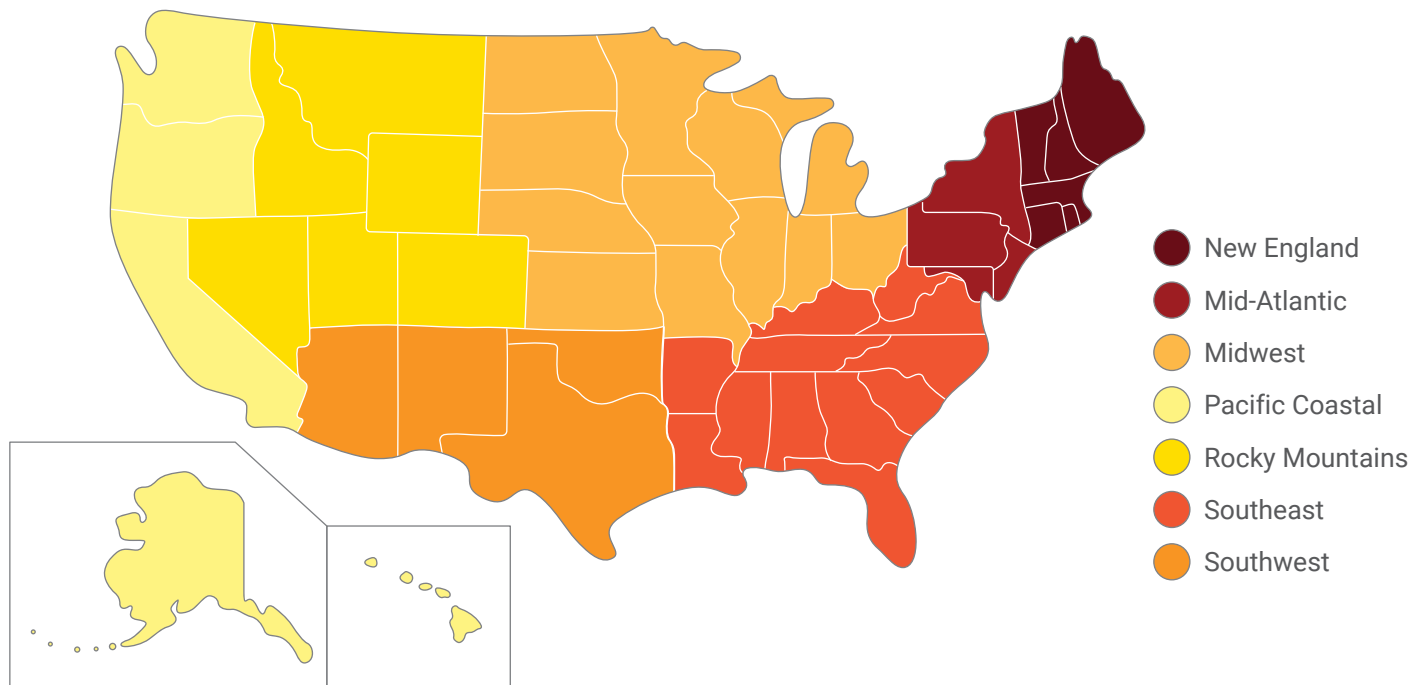 New England
Mid-Atlantic
Midwest
Pacific Coastal
Rocky Mountains
Southeast
Southwest